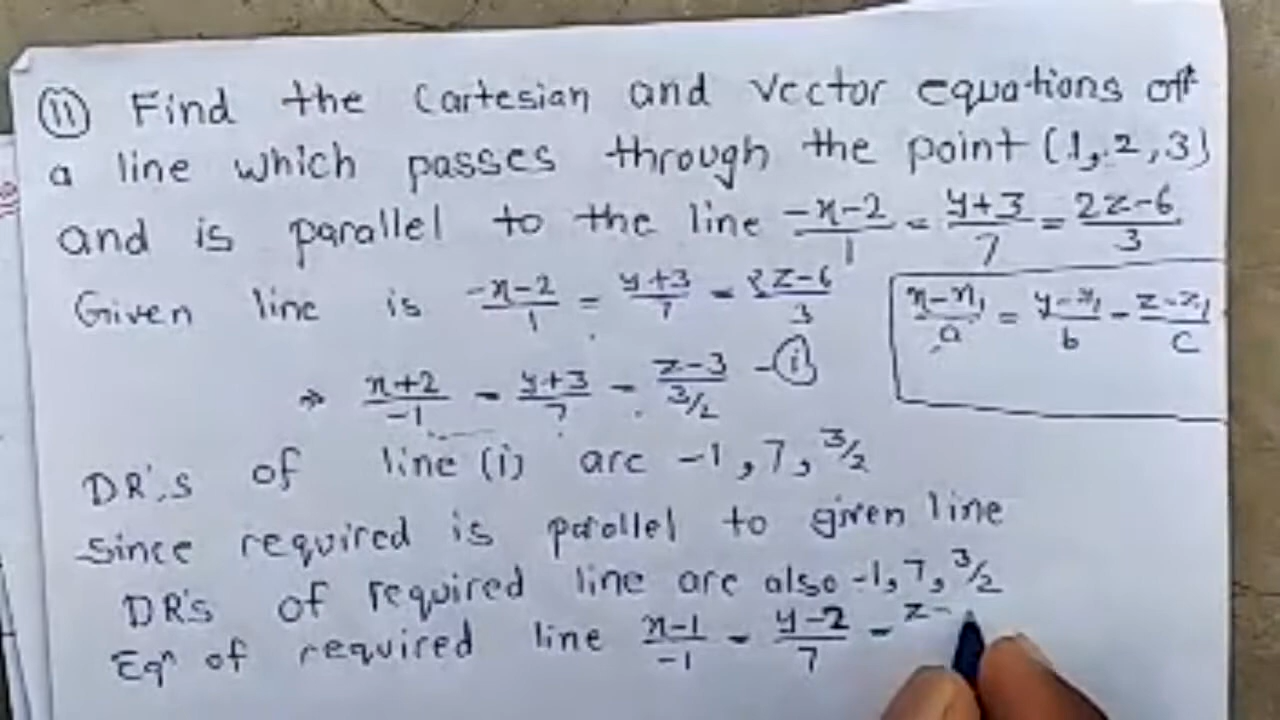 (11) Find the Cartesian and Vector equations of
a line which passes through the point (1, 2, 3)
and is parallel to the line -x-2/1 = y+3/7 = 2z-6/3
Given line is -x-2/1 = y+3/7 = 2z-6/3
x-x₁/a = y-y₁/b = z-z₁/c
⇒ x+2/-1 = y+3/7 = z-3/3/2 - (i)
DR's of line (i) are -1, 7, 3/2
Since required is parallel to given line
DR's of required line are also -1, 7, 3/2
Eqⁿ of required line x-1/-1 = y-2/7 = z-